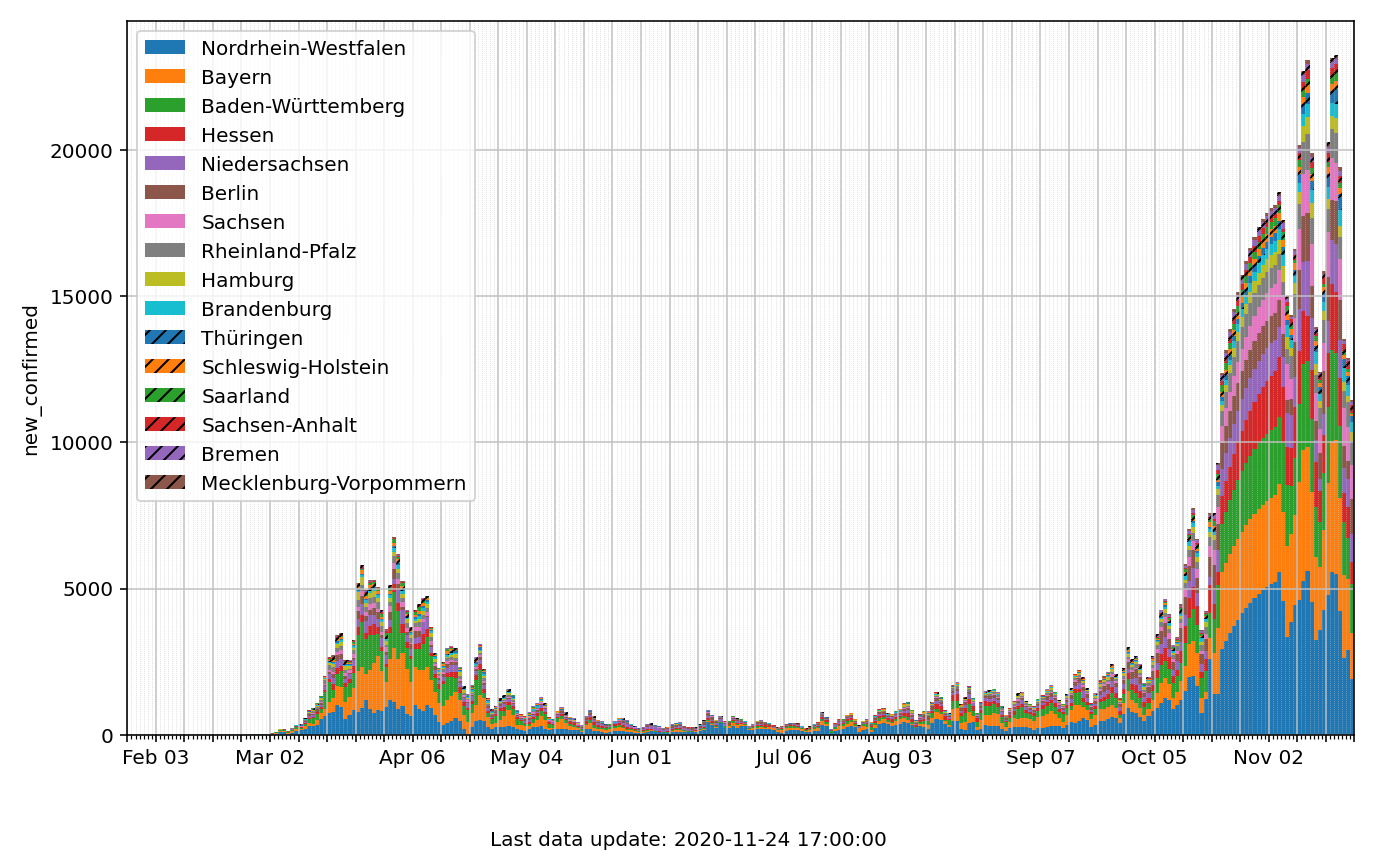 Nordrhein-Westfalen
Bayern
Baden-Württemberg
Hessen
Niedersachsen
Berlin
Sachsen
Rheinland-Pfalz
Hamburg
Brandenburg
Thüringen
Schleswig-Holstein
Saarland
Sachsen-Anhalt
Bremen
Mecklenburg-Vorpommern
new_confirmed
20000
15000
10000
5000
0
Feb 03 Mar 02 Apr 06 May 04 Jun 01 Jul 06 Aug 03 Sep 07 Oct 05 Nov 02
Last data update: 2020-11-24 17:00:00